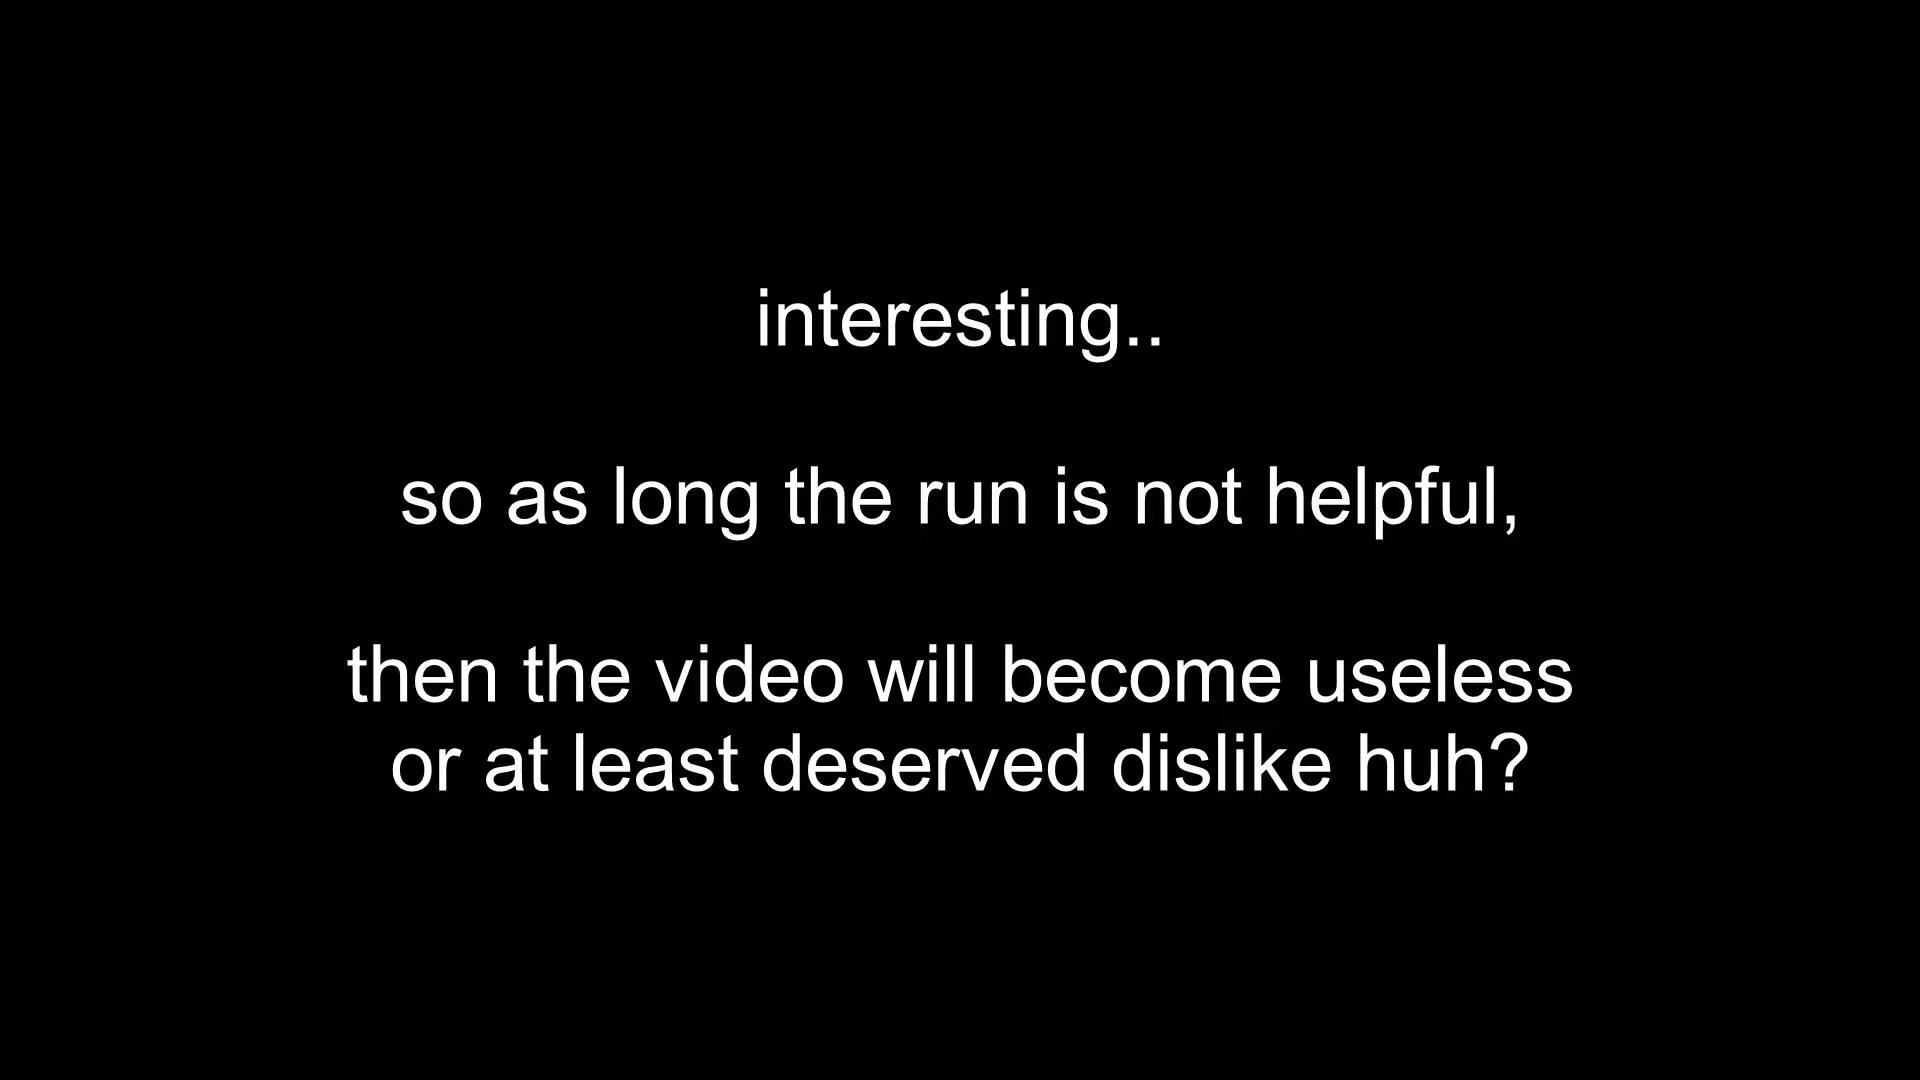 interesting..
so as long the run is not helpful,
then the video will become useless
or at least deserved dislike huh?